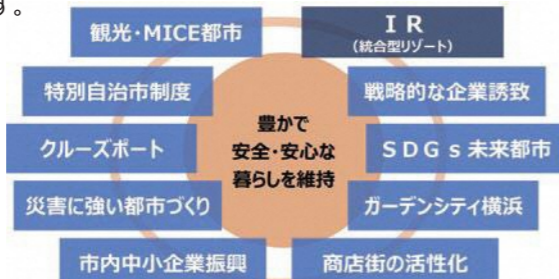 す。
観光・MICE都市
IR
(統合型リゾート)
特別自治市制度
戦略的な企業誘致
豊かで
安全・安心な
暮らしを維持
クルーズポート
SDGs未来都市
災害に強い都市づくり
ガーデンシティ横浜
市内中小企業振興
商店街の活性化